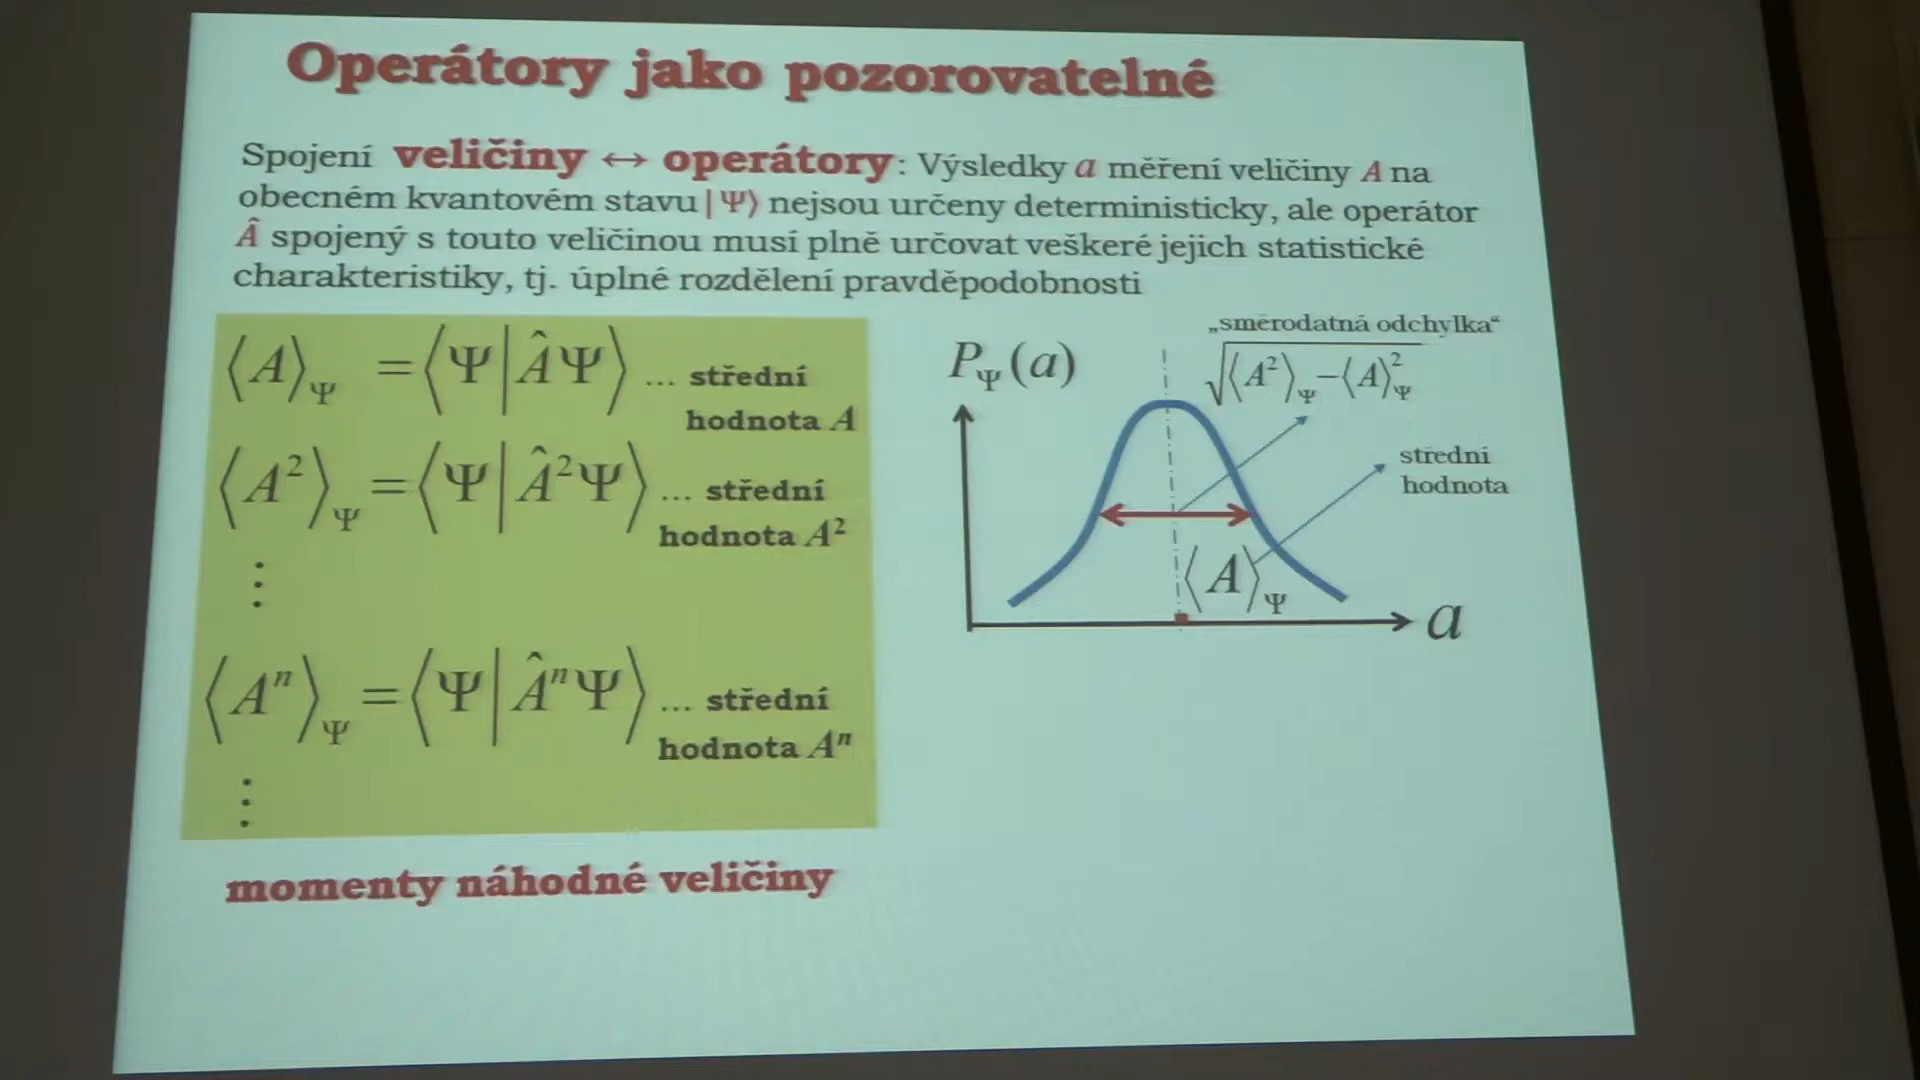 Operátory jako pozorovatelné
Spojení veličiny ↔ operátory: Výsledky a měření veličiny A na
obecném kvantovém stavu |Ψ⟩ nejsou určeny deterministicky, ale operátor
Â spojený s touto veličinou musí plně určovat veškeré jejich statistické
charakteristiky, tj. úplné rozdělení pravděpodobnosti
⟨A⟩_Ψ = ⟨Ψ|ÂΨ⟩ ... střední
hodnota A
⟨A²⟩_Ψ = ⟨Ψ|Â²Ψ⟩ ... střední
hodnota A²
⋮
⟨Aⁿ⟩_Ψ = ⟨Ψ|ÂⁿΨ⟩ ... střední
hodnota Aⁿ
⋮
momenty náhodné veličiny
P_Ψ(a)
„směrodatná odchylka“
√(⟨A²⟩_Ψ−⟨A⟩²_Ψ)
střední
hodnota
⟨A⟩_Ψ
a